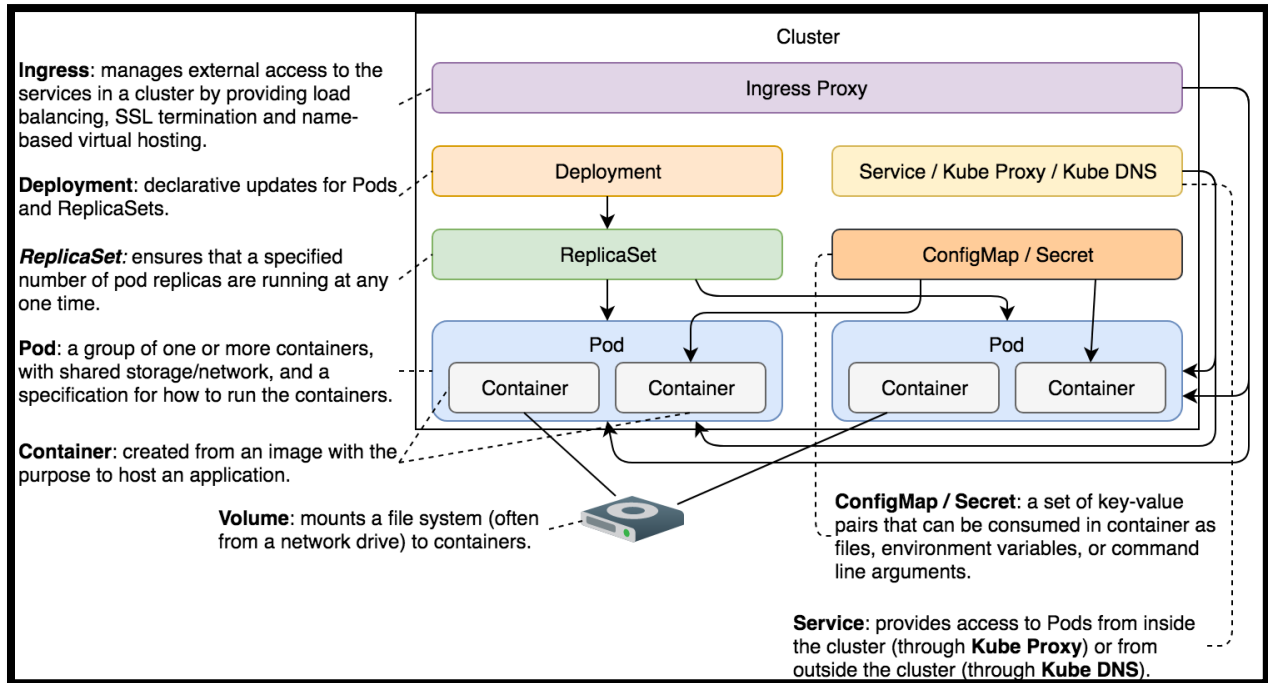 Cluster
Ingress: manages external access to the
services in a cluster by providing load
balancing, SSL termination and name-
based virtual hosting.
Ingress Proxy
Deployment: declarative updates for Pods
and ReplicaSets.
Deployment
Service / Kube Proxy / Kube DNS
ReplicaSet: ensures that a specified
number of pod replicas are running at any
one time.
ReplicaSet
ConfigMap / Secret
Pod: a group of one or more containers,
with shared storage/network, and a
specification for how to run the containers.
Pod
Container
Container
Pod
Container
Container
Container: created from an image with the
purpose to host an application.
Volume: mounts a file system (often
from a network drive) to containers.
ConfigMap / Secret: a set of key-value
pairs that can be consumed in container as
files, environment variables, or command
line arguments.
Service: provides access to Pods from inside
the cluster (through Kube Proxy) or from
outside the cluster (through Kube DNS).